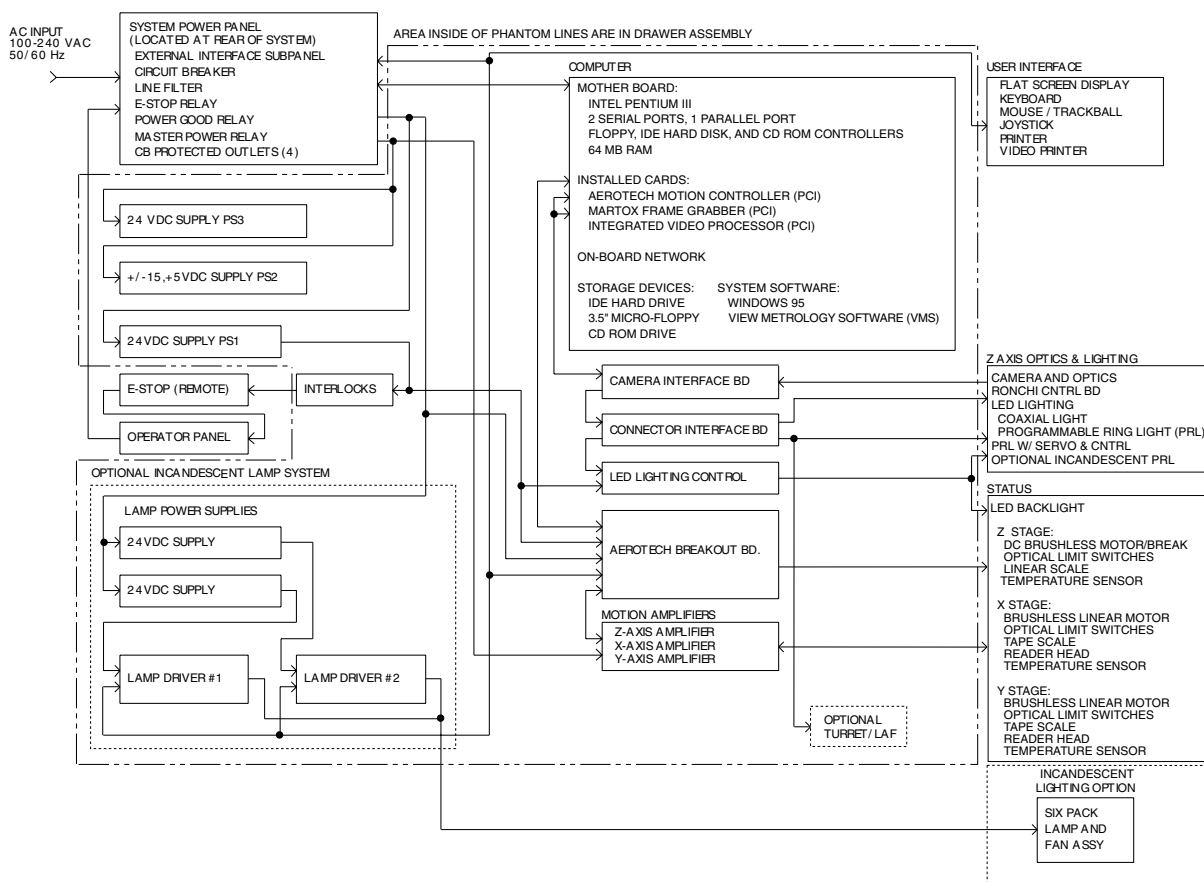 AC INPUT
100-240 VAC
50/60 Hz
SYSTEM POWER PANEL
(LOCATED AT REAR OF SYSTEM)
EXTERNAL INTERFACE SUBPANEL
CIRCUIT BREAKER
LINE FILTER
E-STOP RELAY
POWER GOOD RELAY
MASTER POWER RELAY
CB PROTECTED OUTLETS (4)
AREA INSIDE OF PHANTOM LINES ARE IN DRAWER ASSEMBLY
COMPUTER
MOTHER BOARD:
INTEL PENTIUM III
2 SERIAL PORTS, 1 PARALLEL PORT
FLOPPY, IDE HARD DISK, AND CD ROM CONTROLLERS
64 MB RAM
INSTALLED CARDS:
AEROTECH MOTION CONTROLLER (PCI)
MARTOX FRAME GRABBER (PCI)
INTEGRATED VIDEO PROCESSOR (PCI)
ON-BOARD NETWORK
STORAGE DEVICES:
IDE HARD DRIVE
3.5" MICRO-FLOPPY
CD ROM DRIVE
SYSTEM SOFTWARE:
WINDOWS 95
VIEW METROLOGY SOFTWARE (VMS)
USER INTERFACE
FLAT SCREEN DISPLAY
KEYBOARD
MOUSE / TRACKBALL
JOYSTICK
PRINTER
VIDEO PRINTER
24 VDC SUPPLY PS3
+/-15,+5VDC SUPPLY PS2
24VDC SUPPLY PS1
E-STOP (REMOTE)
INTERLOCKS
OPERATOR PANEL
CAMERA INTERFACE BD
CONNECTOR INTERFACE BD
LED LIGHTING CONTROL
AEROTECH BREAKOUT BD.
MOTION AMPLIFIERS
Z-AXIS AMPLIFIER
X-AXIS AMPLIFIER
Y-AXIS AMPLIFIER
Z AXIS OPTICS & LIGHTING
CAMERA AND OPTICS
RONCHI CNTRL BD
LED LIGHTING
COAXIAL LIGHT
PROGRAMMABLE RING LIGHT (PRL)
PRL W/ SERVO & CNTRL
OPTIONAL INCANDESCENT PRL
STATUS
LED BACKLIGHT
Z STAGE:
DC BRUSHLESS MOTOR/BREAK
OPTICAL LIMIT SWITCHES
LINEAR SCALE
TEMPERATURE SENSOR
X STAGE:
BRUSHLESS LINEAR MOTOR
OPTICAL LIMIT SWITCHES
TAPE SCALE
READER HEAD
TEMPERATURE SENSOR
Y STAGE:
BRUSHLESS LINEAR MOTOR
OPTICAL LIMIT SWITCHES
TAPE SCALE
READER HEAD
TEMPERATURE SENSOR
OPTIONAL INCANDESCENT LAMP SYSTEM
LAMP POWER SUPPLIES
24VDC SUPPLY
24VDC SUPPLY
LAMP DRIVER #1
LAMP DRIVER #2
OPTIONAL
TURRET/ LAF
INCANDESCENT
LIGHTING OPTION
SIX PACK
LAMP AND
FAN ASSY